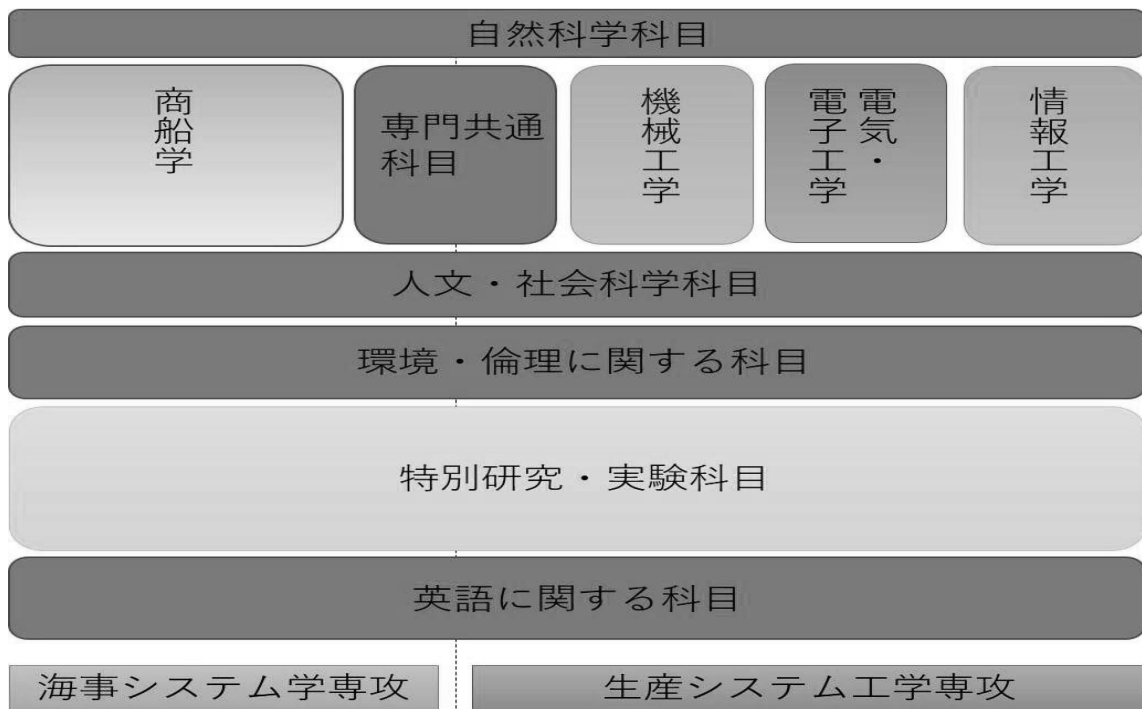 自然科学科目
商船学
専門共通
科目
機械工学
電気・
電子工学
情報工学
人文・社会科学科目
環境・倫理に関する科目
特別研究・実験科目
英語に関する科目
海事システム学専攻
生産システム工学専攻